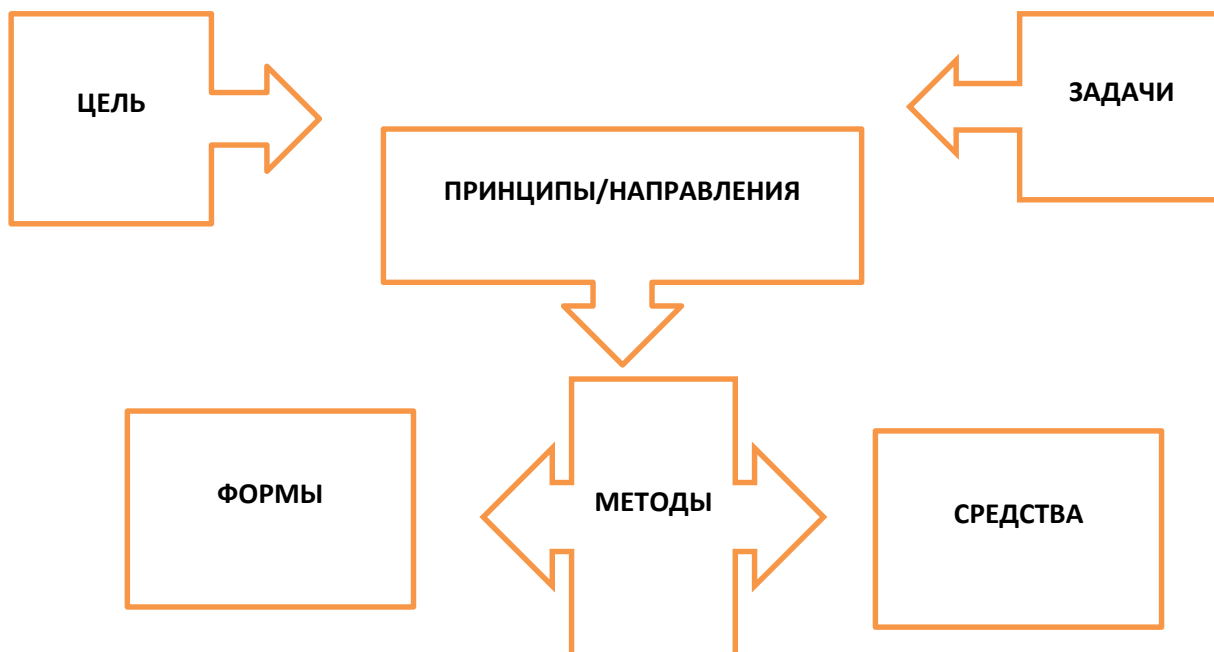 ЦЕЛЬ
ЗАДАЧИ
ПРИНЦИПЫ/НАПРАВЛЕНИЯ
ФОРМЫ
МЕТОДЫ
СРЕДСТВА